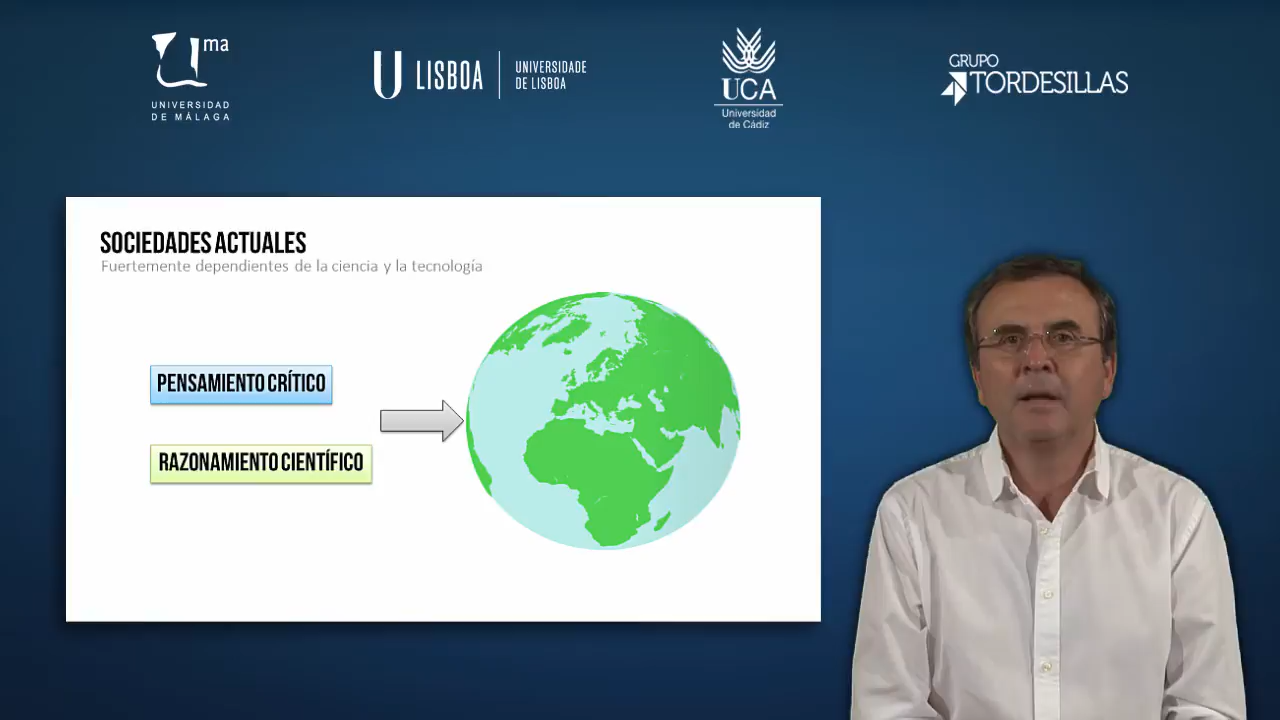 uma
UNIVERSIDAD
DE MÁLAGA
U LISBOA
UNIVERSIDADE
DE LISBOA
UCA
Universidad
de Cádiz
GRUPO
TORDESILLAS
SOCIEDADES ACTUALES
Fuertemente dependientes de la ciencia y la tecnología
PENSAMIENTO CRÍTICO
RAZONAMIENTO CIENTÍFICO